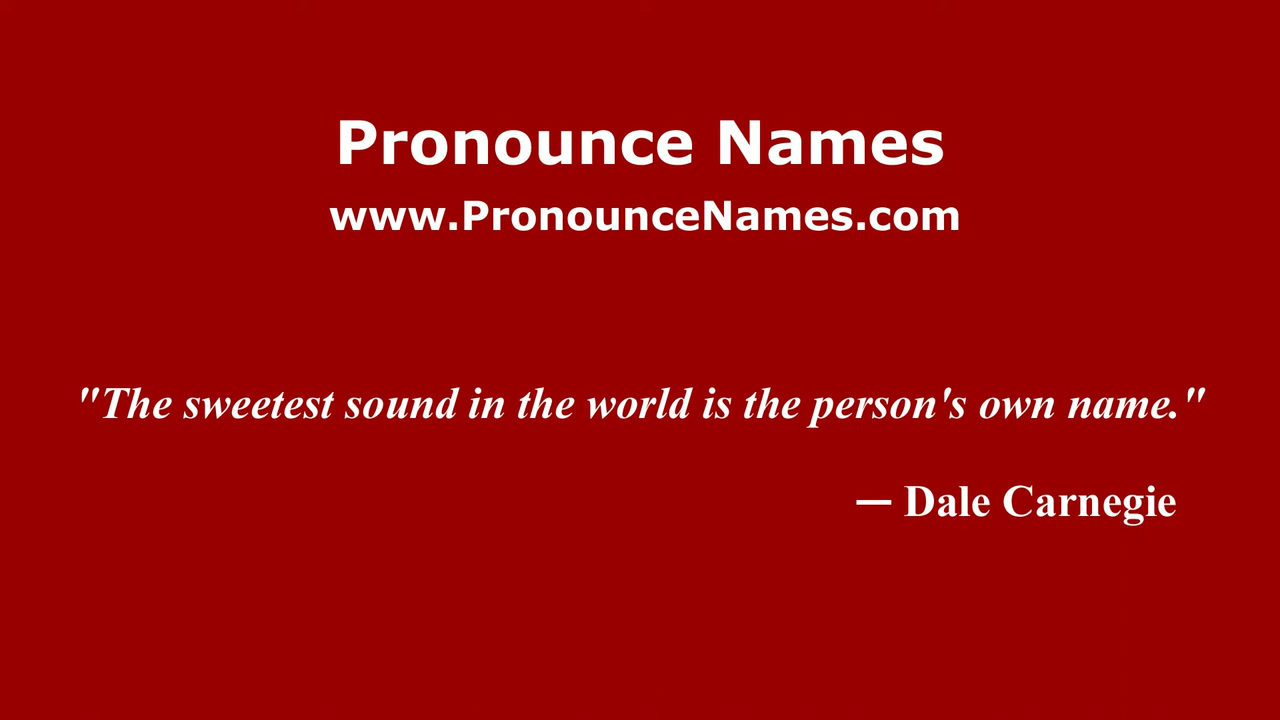 Pronounce Names
www.PronounceNames.com
"The sweetest sound in the world is the person's own name."
— Dale Carnegie